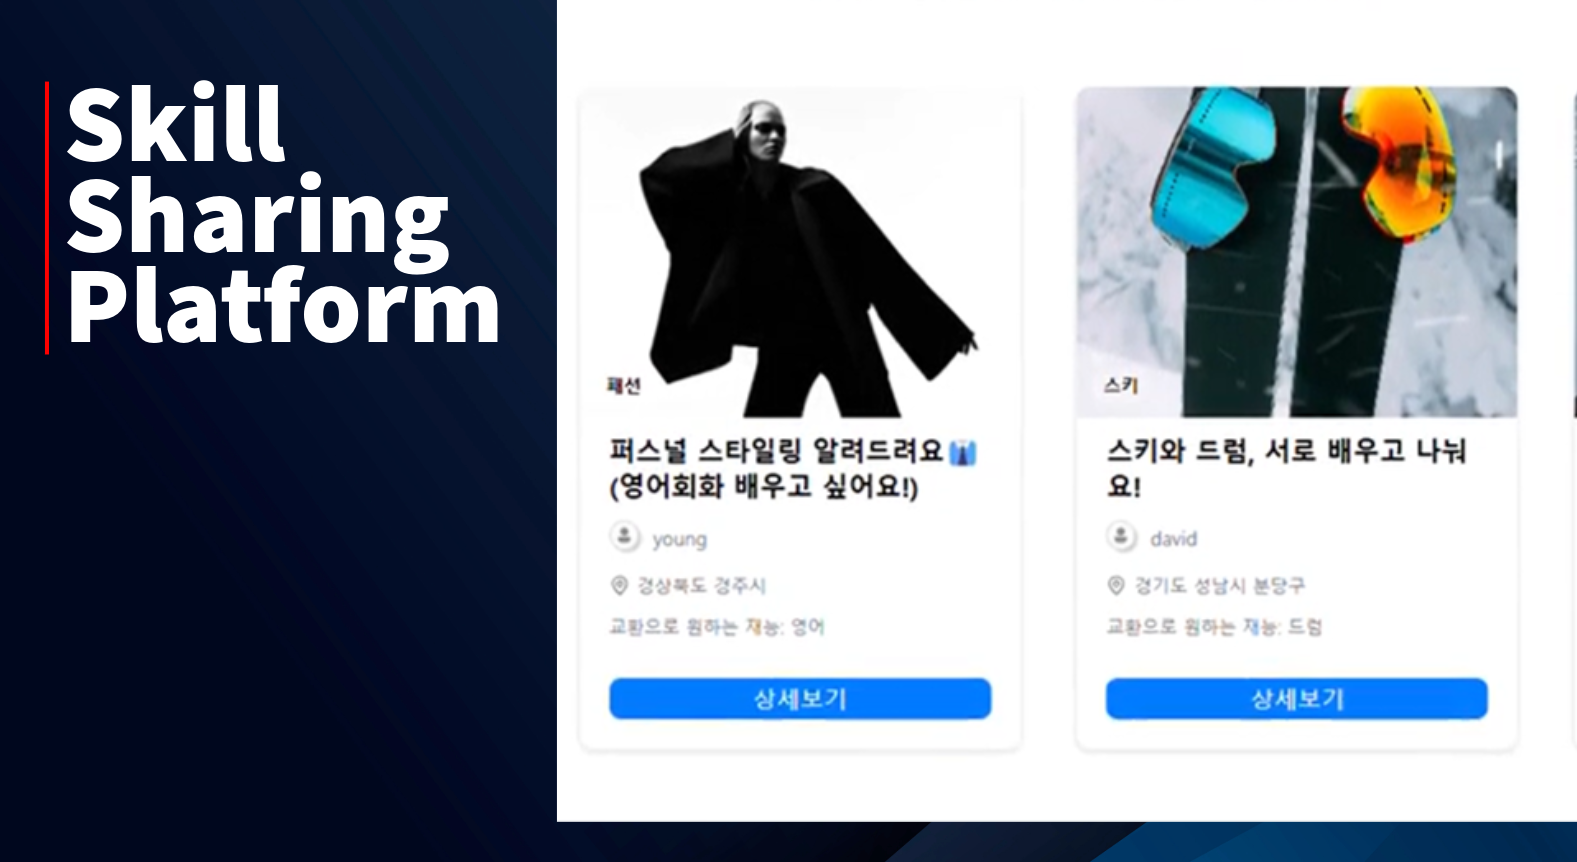 Skill
Sharing
Platform
패션
퍼스널 스타일링 알려드려요👔
(영어회화 배우고 싶어요!)
young
경상북도 경주시
교환으로 원하는 재능: 영어
상세보기
스키
스키와 드럼, 서로 배우고 나눠
요!
david
경기도 성남시 분당구
교환으로 원하는 재능: 드럼
상세보기